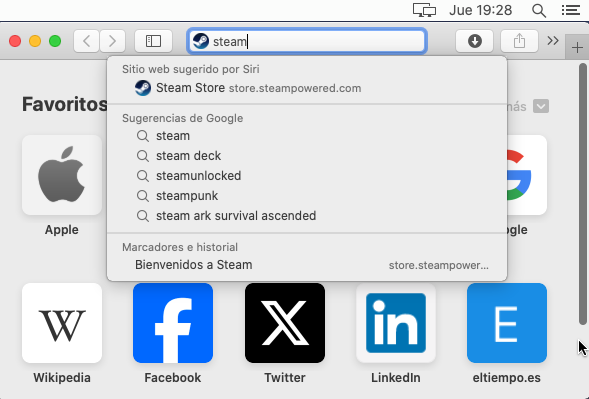 Jue 19:28
steam
Sitio web sugerido por Siri
Steam Store store.steampowered.com
Favoritos
más
Sugerencias de Google
steam
steam deck
steamunlocked
steampunk
steam ark survival ascended
Apple
gle
Marcadores e historial
Bienvenidos a Steam store.steampower...
W
f
X
in
E
Wikipedia
Facebook
Twitter
LinkedIn
eltiempo.es